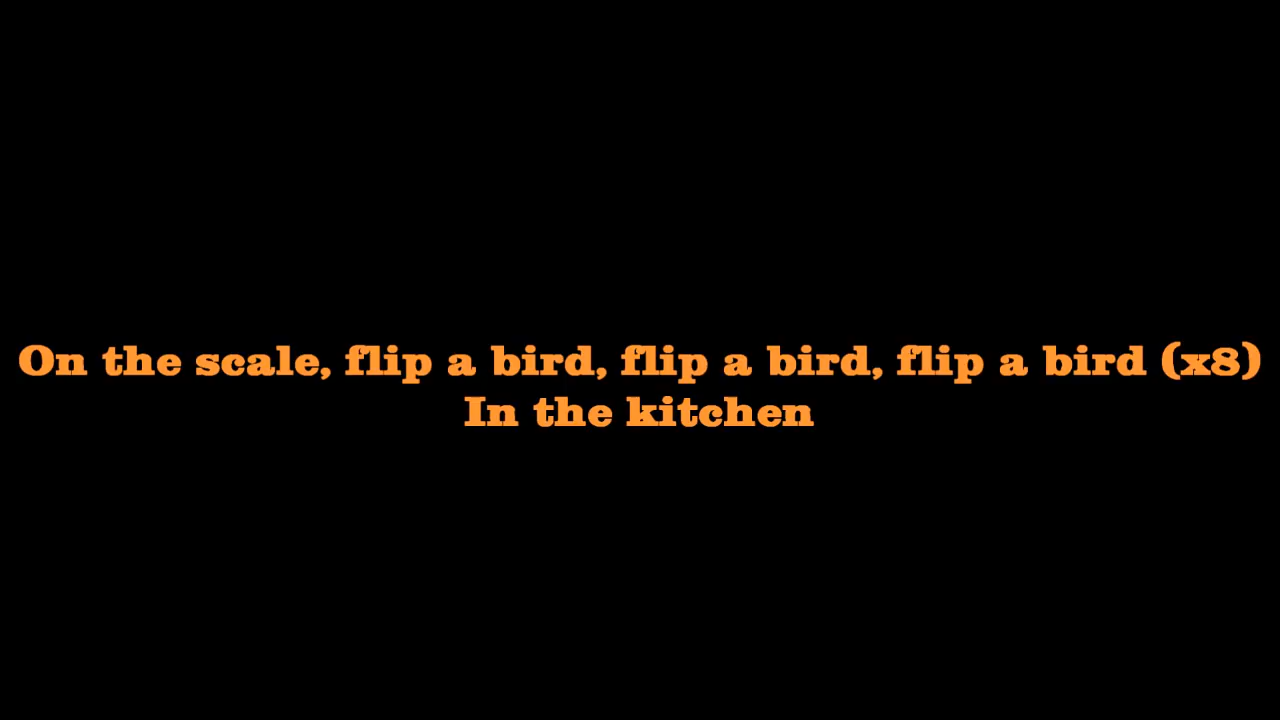 On the scale, flip a bird, flip a bird, flip a bird (x8)
In the kitchen